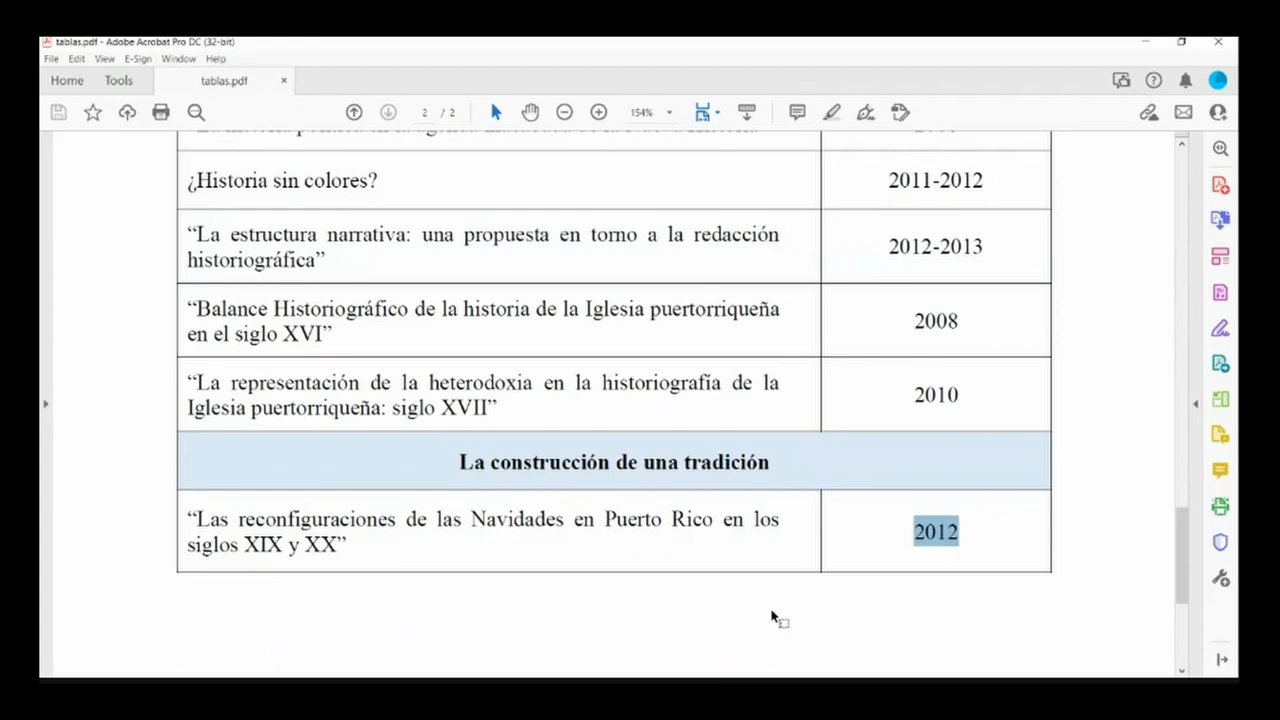 tablas.pdf - Adobe Acrobat Pro DC (32-bit)
File Edit View E-Sign Window Help
Home Tools tablas.pdf ×
2 / 2 154%
¿Historia sin colores? 2011-2012
“La estructura narrativa: una propuesta en torno a la redacción
historiográfica” 2012-2013
“Balance Historiográfico de la historia de la Iglesia puertorriqueña
en el siglo XVI” 2008
“La representación de la heterodoxia en la historiografía de la
Iglesia puertorriqueña: siglo XVII” 2010
La construcción de una tradición
“Las reconfiguraciones de las Navidades en Puerto Rico en los
siglos XIX y XX” 2012